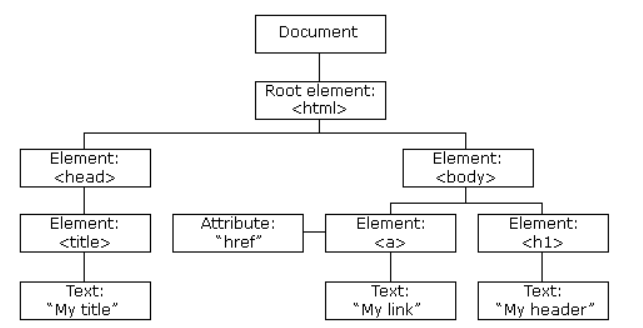 Document
Root element:
<html>
Element:
<head>
Element:
<body>
Element:
<title>
Attribute:
“href”
Element:
<a>
Element:
<h1>
Text:
“My title”
Text:
“My link”
Text:
“My header”